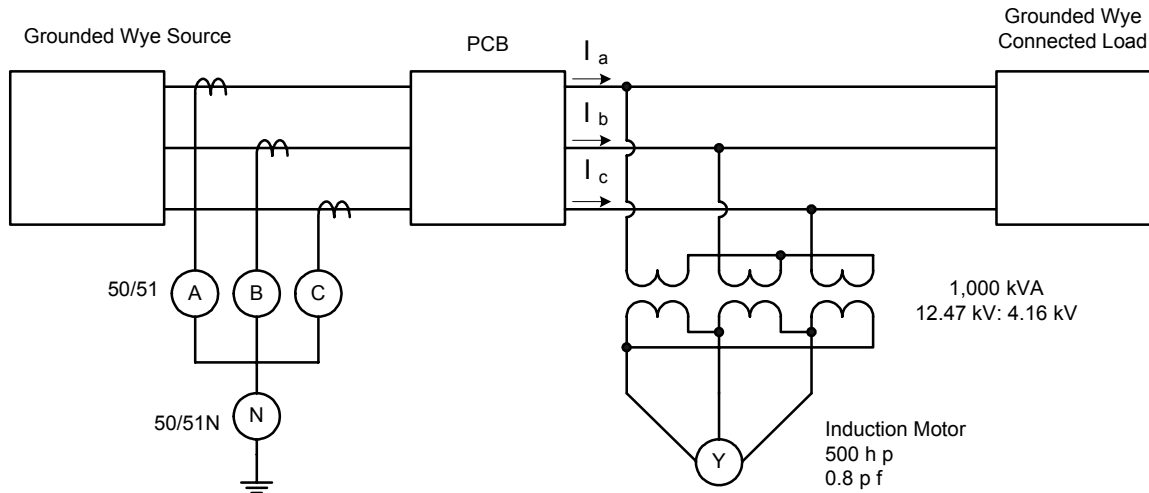 Grounded Wye Source
PCB
Grounded Wye
Connected Load
I a
I b
I c
50/51
A
B
C
1,000 kVA
12.47 kV: 4.16 kV
50/51N
N
Induction Motor
500 h p
0.8 p f
Y